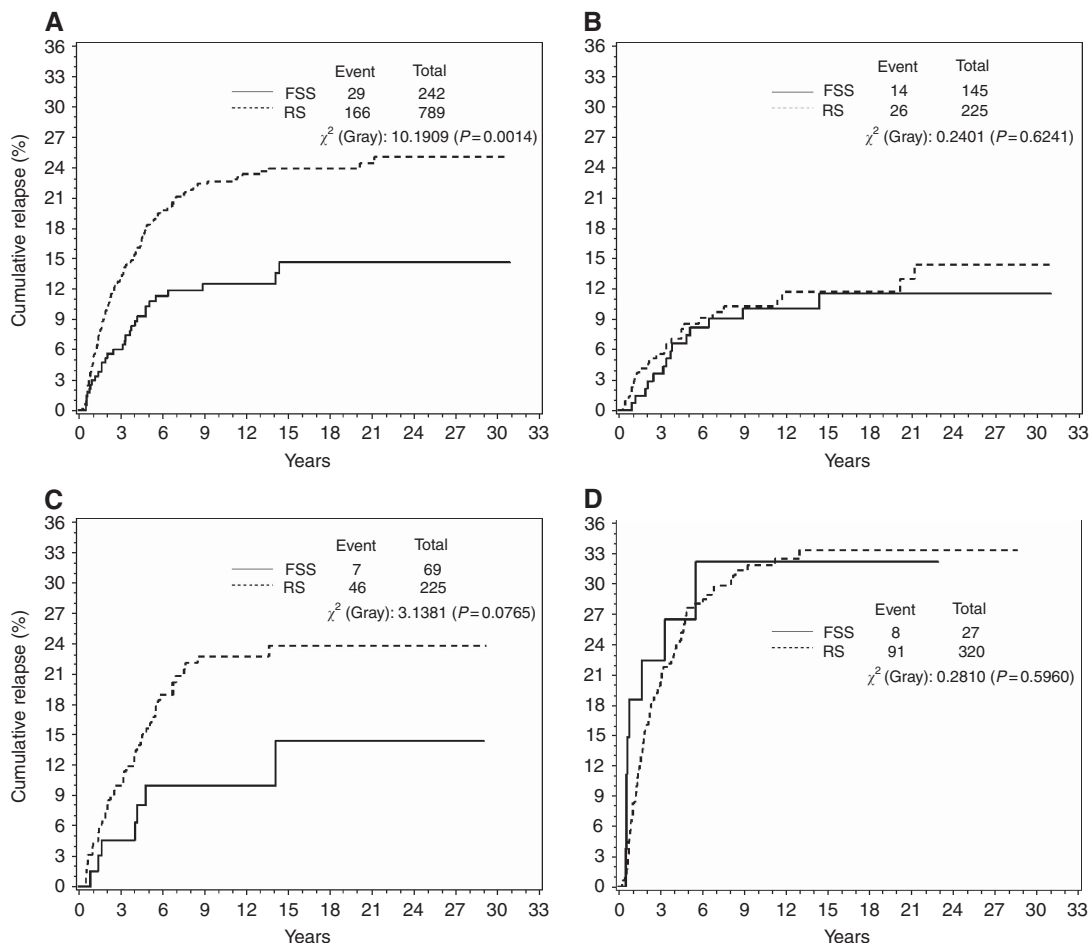 A
36
33
30
27
24
21
18
15
12
9
6
3
0
Cumulative relapse (%)
Event Total
FSS 29 242
RS 166 789
χ² (Gray): 10.1909 (P=0.0014)
0 3 6 9 12 15 18 21 24 27 30 33
Years
B
36
33
30
27
24
21
18
15
12
9
6
3
0
Event Total
FSS 14 145
RS 26 225
χ² (Gray): 0.2401 (P=0.6241)
0 3 6 9 12 15 18 21 24 27 30 33
Years
C
36
33
30
27
24
21
18
15
12
9
6
3
0
Cumulative relapse (%)
Event Total
FSS 7 69
RS 46 225
χ² (Gray): 3.1381 (P=0.0765)
0 3 6 9 12 15 18 21 24 27 30 33
Years
D
36
33
30
27
24
21
18
15
12
9
6
3
0
Event Total
FSS 8 27
RS 91 320
χ² (Gray): 0.2810 (P=0.5960)
0 3 6 9 12 15 18 21 24 27 30 33
Years